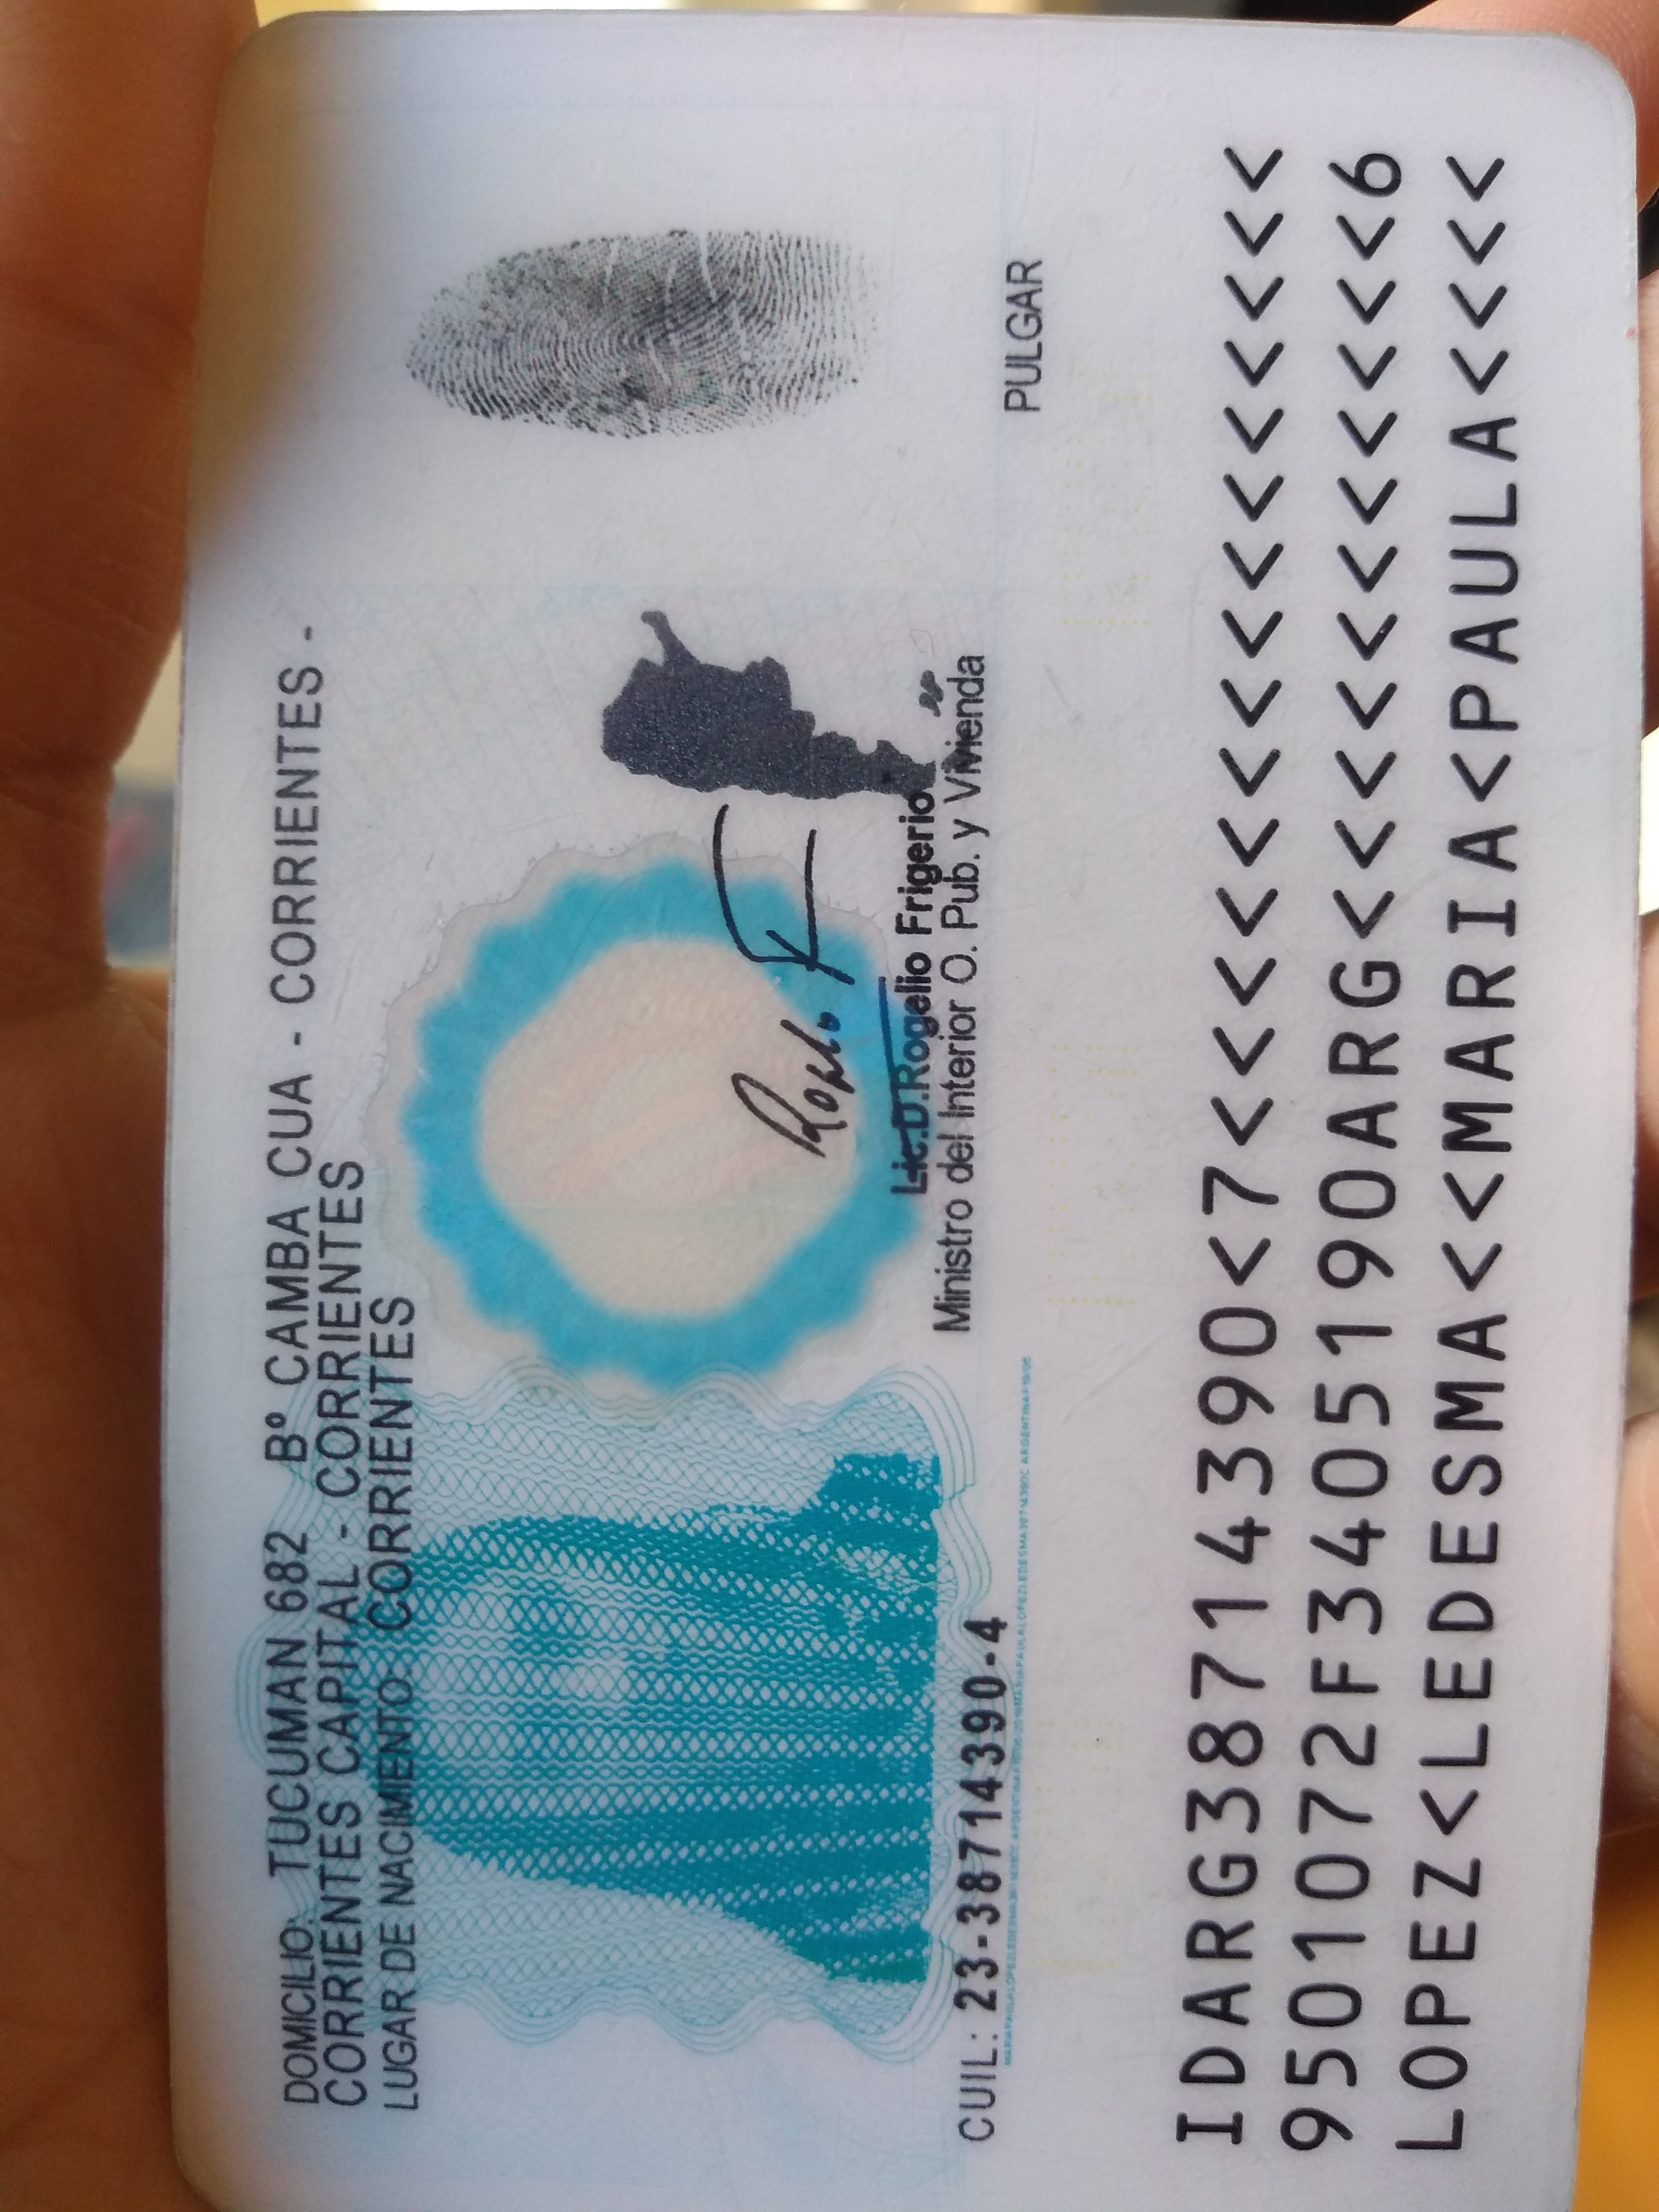 DOMICILIO: TUCUMAN 682 Bº CAMBA CUA - CORRIENTES -
CORRIENTES CAPITAL - CORRIENTES
LUGAR DE NACIMIENTO: CORRIENTES
Lic.D.Rogelio Frigerio
Ministro del Interior O. Pub. y Vivienda
CUIL: 23-38714390-4
PULGAR
IDARG38714390<7<<<<<<<<<<<<<<<
9501072F3405190ARG<<<<<<<<<<<6
LOPEZ<LEDESMA<<MARIA<PAULA<<<<